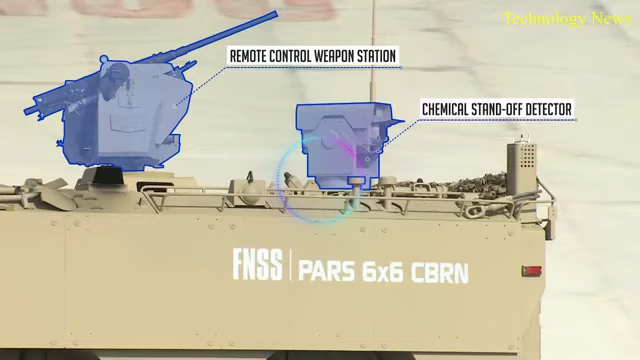 Technology News
REMOTE CONTROL WEAPON STATION
CHEMICAL STAND-OFF DETECTOR
FNSS | PARS 6x6 CBRN